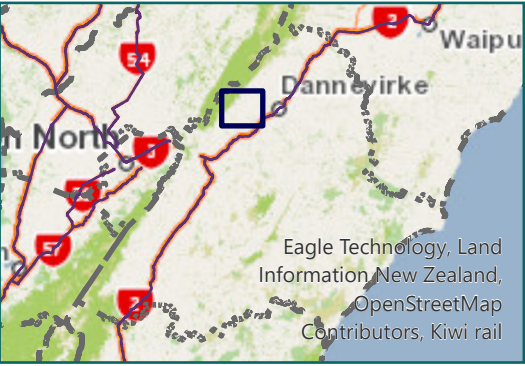 2
Waipu
54
Dannevirke
n North
3
57
2
Eagle Technology, Land
Information New Zealand,
OpenStreetMap
Contributors, Kiwi rail